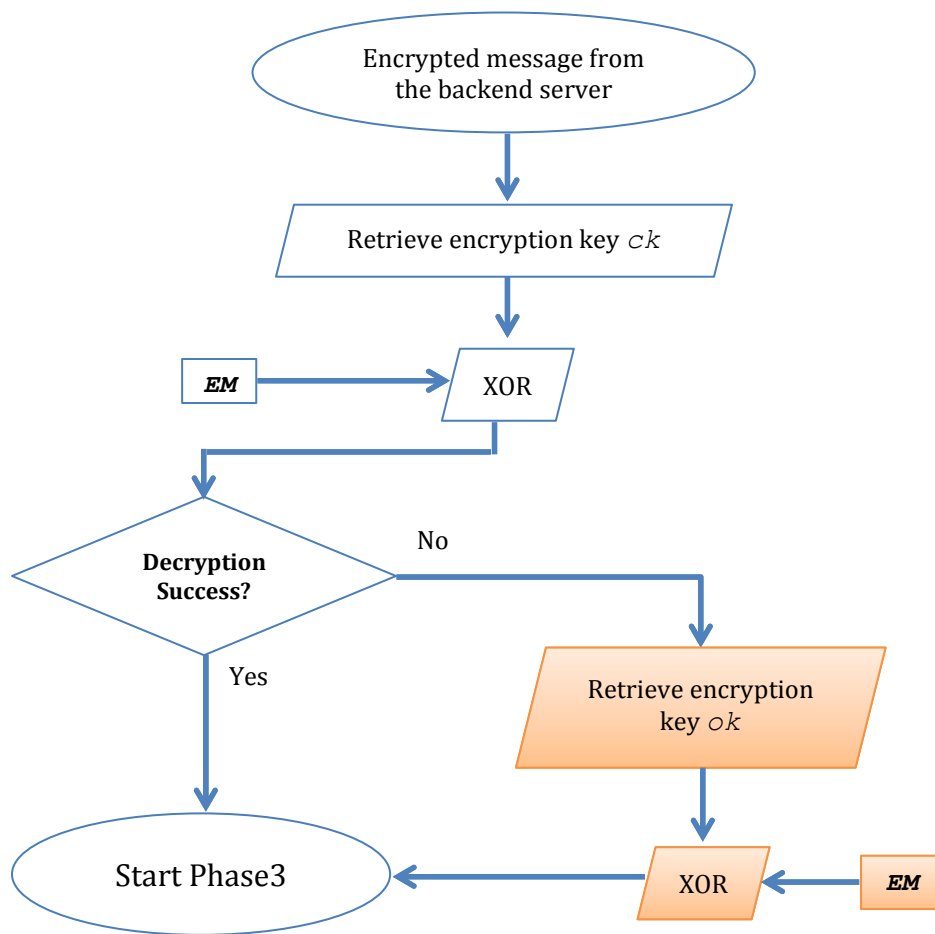 Encrypted message from
the backend server
Retrieve encryption key ck
EM
XOR
Decryption
Success?
No
Yes
Retrieve encryption
key ok
Start Phase3
XOR
EM